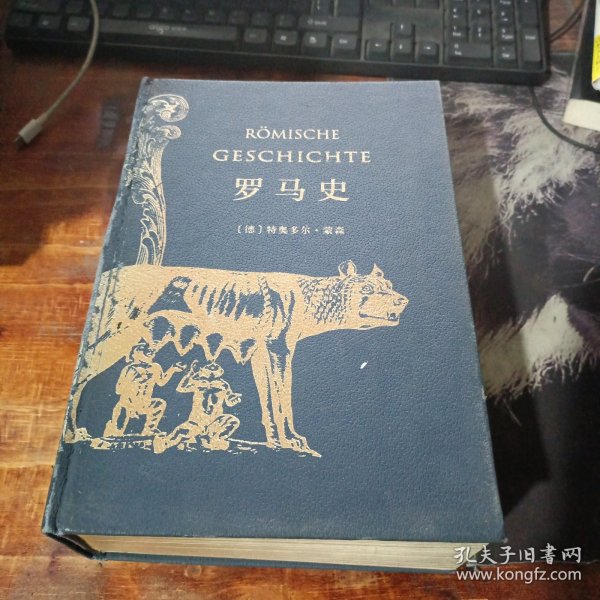 RÖMISCHE
GESCHICHTE
罗马史
〔德〕特奥多尔·蒙森
孔夫子旧书网
www.kongfz.com